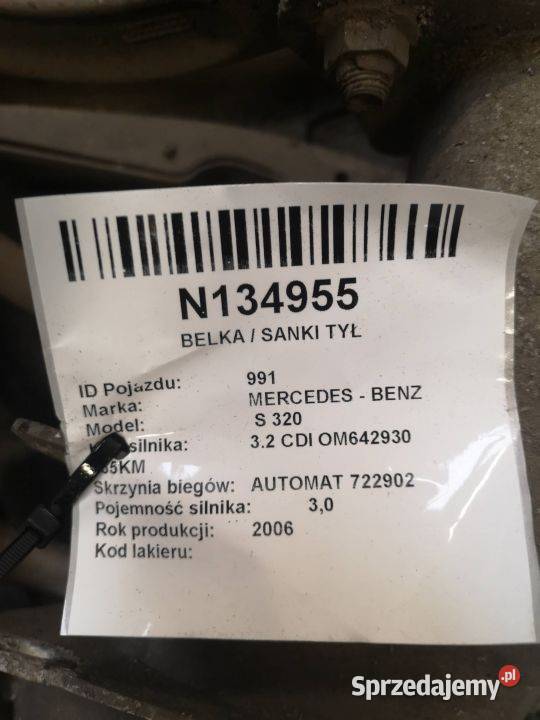 N134955
BELKA / SANKI TYŁ
ID Pojazdu: 991
Marka: MERCEDES - BENZ
Model: S 320
silnika: 3.2 CDI OM642930
35KM
Skrzynia biegów: AUTOMAT 722902
Pojemność silnika: 3,0
Rok produkcji: 2006
Kod lakieru:
Sprzedajemy.pl